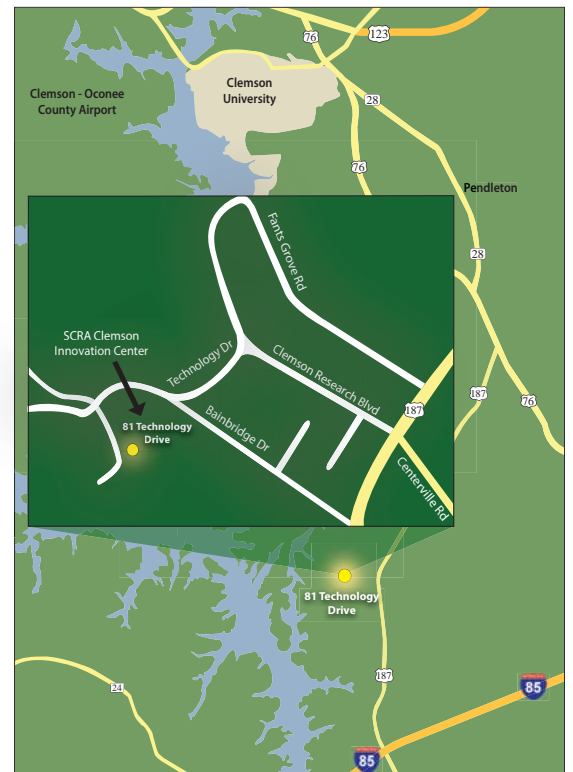 76
123
Clemson
University
Clemson - Oconee
County Airport
28
76
Pendleton
28
Fants Grove Rd
SCRA Clemson
Innovation Center
Technology Dr
Clemson Research Blvd
187
76
187
81 Technology
Drive
Bainbridge Dr
Centerville Rd
81 Technology
Drive
187
24
85
85